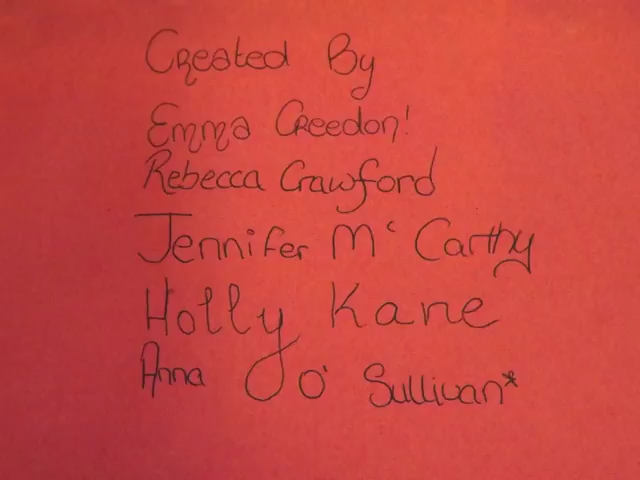 Created By
Emma Creedon!
Rebecca Crawford
Jennifer Mc Carthy
Holly Kane
Anna O' Sullivan*